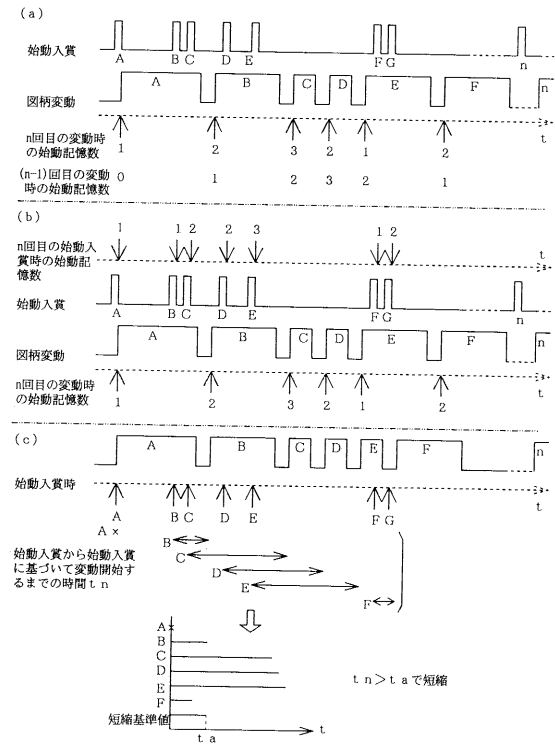 (a)
始動入賞
A B C D E F G n
図柄変動
A B C D E F n
t
n回目の変動時
の始動記憶数
1 2 3 2 1 2
(n-1)回目の変動
時の始動記憶数
0 1 2 3 2 1
(b)
1 1 2 2 3 1 2
n回目の始動入
賞時の始動記
憶数
t
始動入賞
A B C D E F G n
図柄変動
A B C D E F n
t
n回目の変動時
の始動記憶数
1 2 3 2 1 2
(c)
A B C D E F n
始動入賞時
t
A B C D E F G
A ×
B
始動入賞から始動入賞
に基づいて変動開始す
るまでの時間tn
C
D
E
F
A
B
C
D
E
F
tn>taで短縮
短縮基準値
ta
t